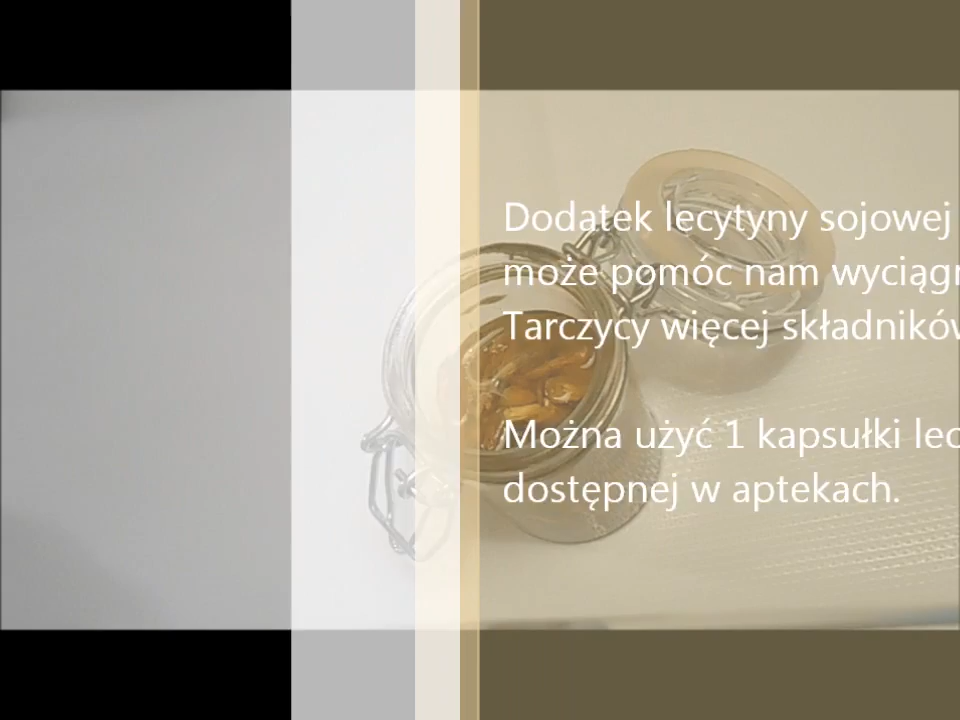 Dodatek lecytyny sojowej
może pomóc nam
Tarczycy więcej
Można użyć 1 kapsułki
dostępnej w aptekach.